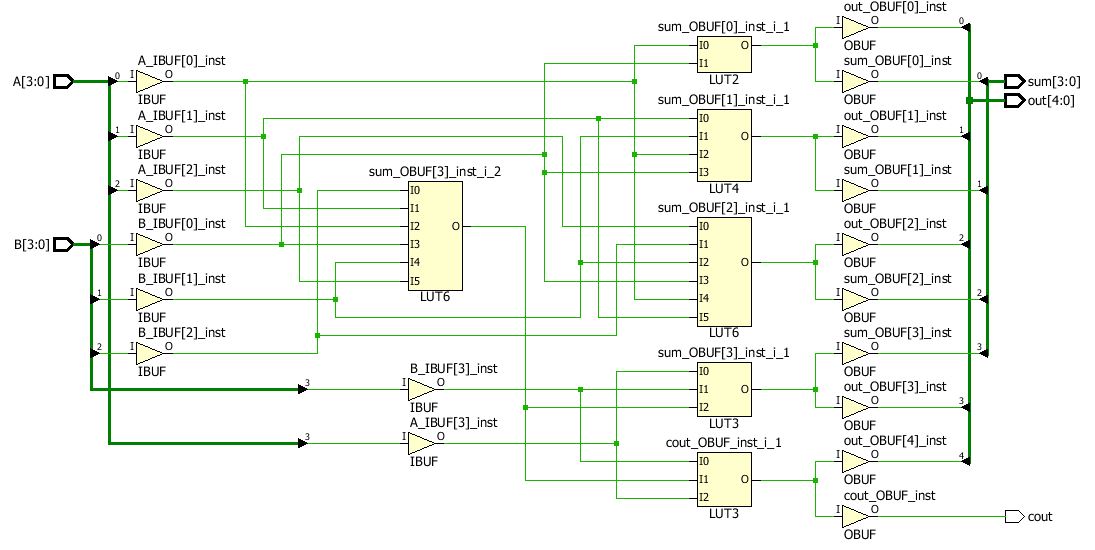 out_OBUF[0]_inst
sum_OBUF[0]_inst_i_1
I0 O I O 0
I1 OBUF
LUT2
A_IBUF[0]_inst sum_OBUF[0]_inst
A[3:0] 0 I O I O 0 sum[3:0]
IBUF OBUF
out[4:0]
sum_OBUF[1]_inst_i_1
A_IBUF[1]_inst out_OBUF[1]_inst
I0
1 I O I1 O I O 1
IBUF I2 OBUF
I3
LUT4
A_IBUF[2]_inst sum_OBUF[3]_inst_i_2 sum_OBUF[1]_inst
2 I O I0 I O 1
IBUF I1 OBUF
I2 O
I3
I4
I5
LUT6
sum_OBUF[2]_inst_i_1
B_IBUF[0]_inst out_OBUF[2]_inst
I0
B[3:0] 0 I O I1 I O 2
IBUF I2 O OBUF
I3
B_IBUF[1]_inst sum_OBUF[2]_inst
1 I O I4 I O 2
IBUF I5 OBUF
LUT6
B_IBUF[2]_inst sum_OBUF[3]_inst
2 I O I O 3
IBUF OBUF
sum_OBUF[3]_inst_i_1
B_IBUF[3]_inst I0 out_OBUF[3]_inst
3 I O I1 O
IBUF I2 I O 3
LUT3 OBUF
A_IBUF[3]_inst cout_OBUF_inst_i_1 out_OBUF[4]_inst
3 I O I0 I O 4
IBUF I1 O OBUF
I2
LUT3
cout_OBUF_inst
I O cout
OBUF